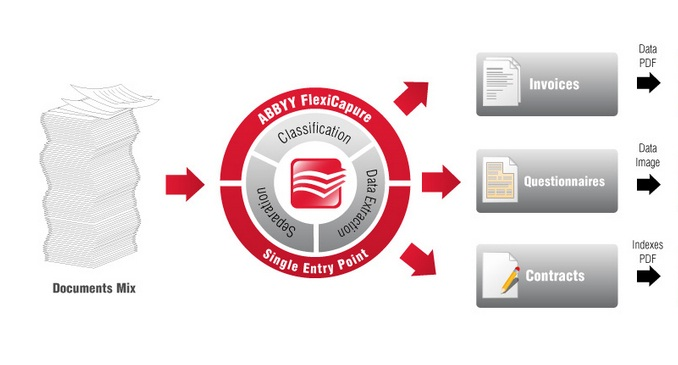 Documents Mix
ABBYY FlexiCapure
Classification
Separation
Data Extraction
Single Entry Point
Invoices
Data
PDF
Questionnaires
Data
Image
Contracts
Indexes
PDF